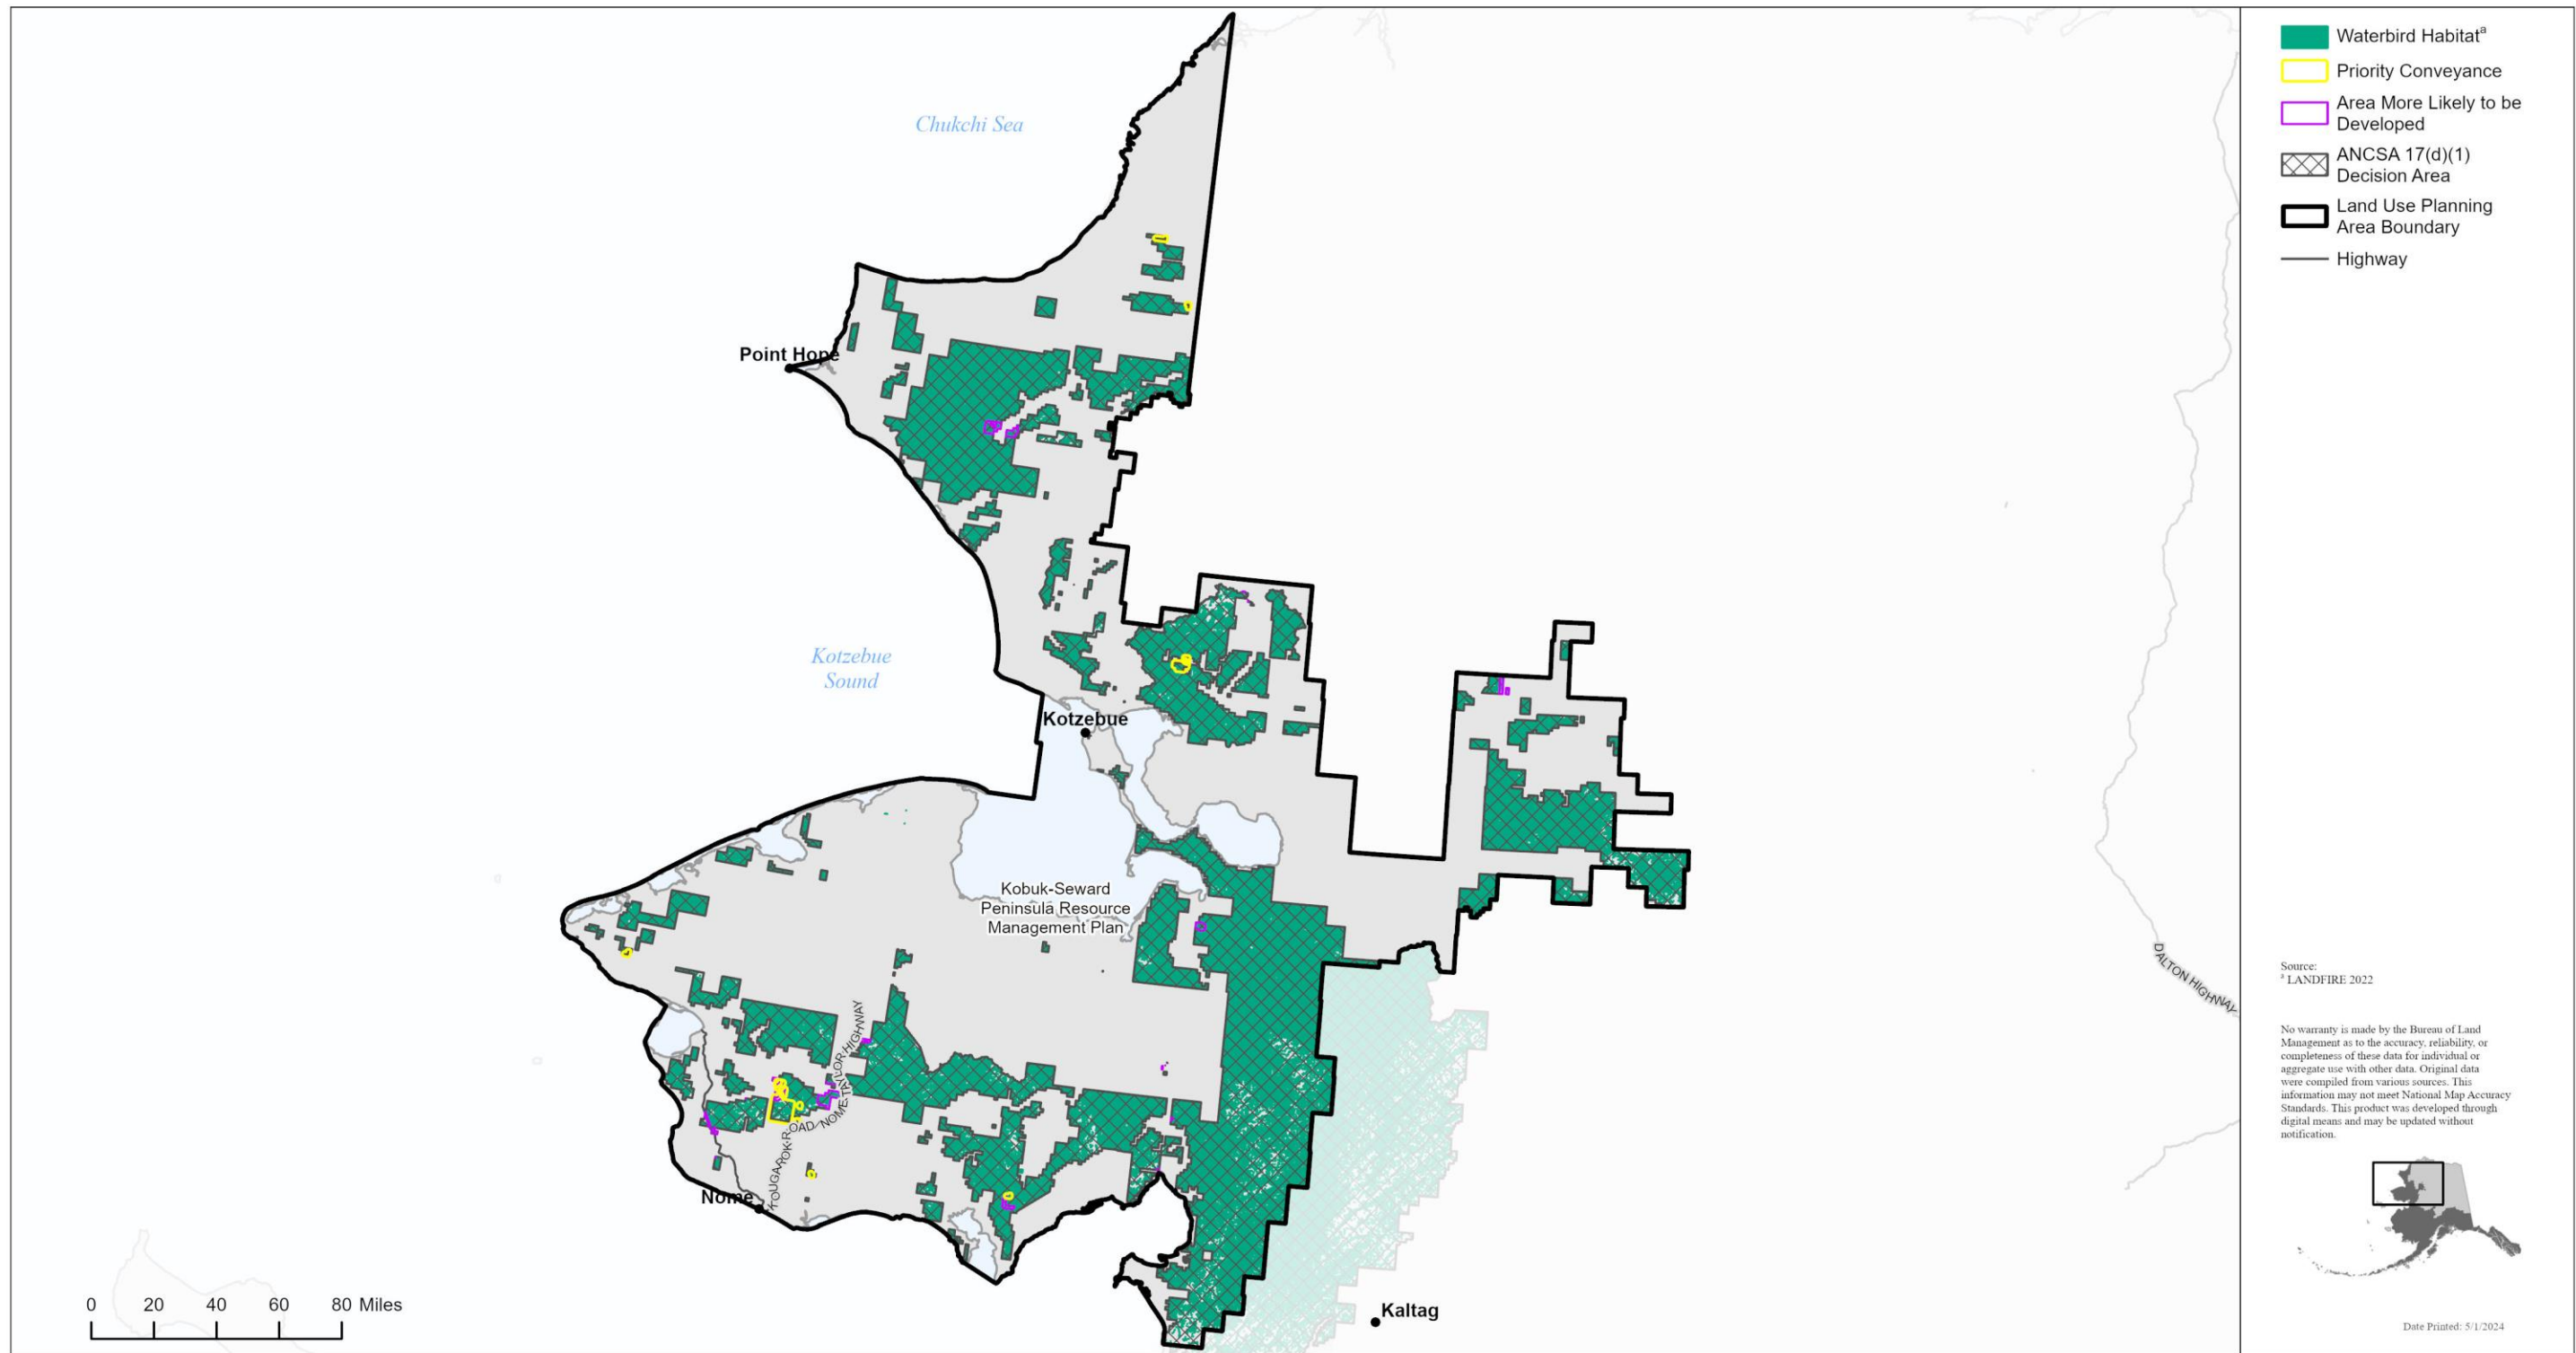 Chukchi Sea
Point Hope
Kotzebue
Sound
Kotzebue
Kobuk-Seward
Peninsula Resource
Management Plan
NOME-TAYLOR HIGHWAY
KOUGAROK ROAD
Nome
Kaltag
DALTON HIGHWAY
0 20 40 60 80 Miles
Waterbird Habitatᵃ
Priority Conveyance
Area More Likely to be
Developed
ANCSA 17(d)(1)
Decision Area
Land Use Planning
Area Boundary
Highway
Source:
ᵃ LANDFIRE 2022
No warranty is made by the Bureau of Land
Management as to the accuracy, reliability, or
completeness of these data for individual or
aggregate use with other data. Original data
were compiled from various sources. This
information may not meet National Map Accuracy
Standards. This product was developed through
digital means and may be updated without
notification.
Date Printed: 5/1/2024